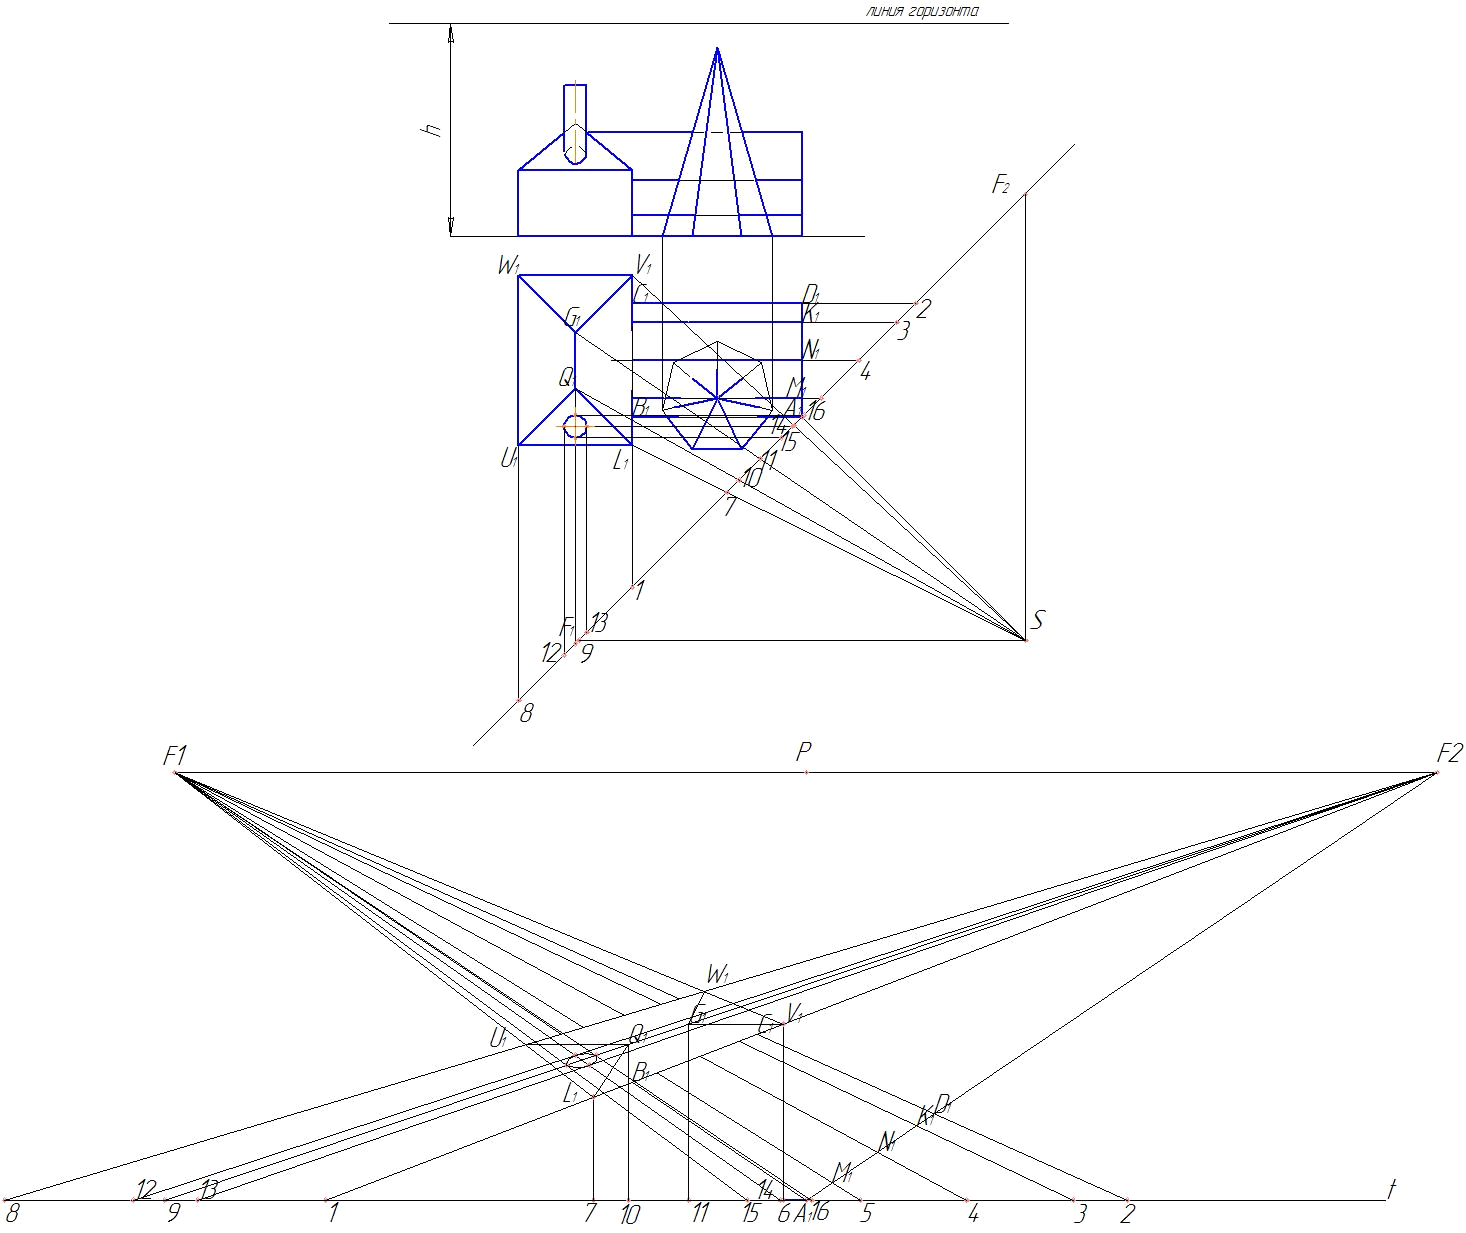 линия горизонта
h
F₂
W₁ V₁
C₁ D₁
G₁ K₁ 2
3
N₁
Q₁ M₁ 4
B₁ A₁ 16
14
15
U₁ L₁ 11
10
7
1
F₁ 13 S
12 9
8
F1 P F2
W₁
G₁ C₁ V₁
U₁ Q₁
B₁
L₁ K₁ D₁
N₁
M₁
12 13 14 t
8 9 1 7 10 11 15 6 A₁ 16 5 4 3 2